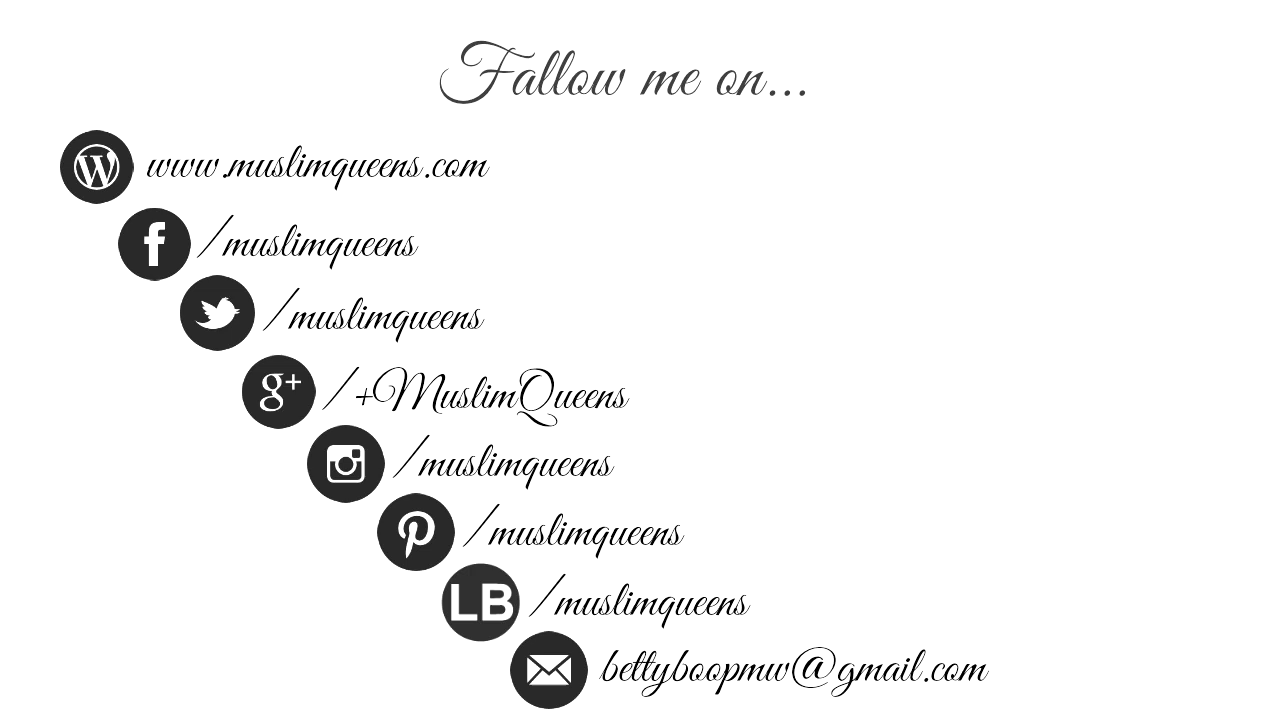 Fallow me on...
www.muslimqueens.com
/muslimqueens
/muslimqueens
g+ /+MuslimQueens
/muslimqueens
/muslimqueens
LB /muslimqueens
bettyboopmw@gmail.com